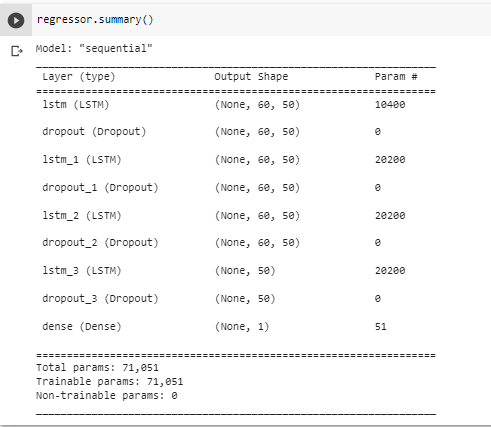 regressor.summary()
Model: "sequential"
Layer (type) Output Shape Param #
=================================================================
lstm (LSTM) (None, 60, 50) 10400
dropout (Dropout) (None, 60, 50) 0
lstm_1 (LSTM) (None, 60, 50) 20200
dropout_1 (Dropout) (None, 60, 50) 0
lstm_2 (LSTM) (None, 60, 50) 20200
dropout_2 (Dropout) (None, 60, 50) 0
lstm_3 (LSTM) (None, 50) 20200
dropout_3 (Dropout) (None, 50) 0
dense (Dense) (None, 1) 51
=================================================================
Total params: 71,051
Trainable params: 71,051
Non-trainable params: 0